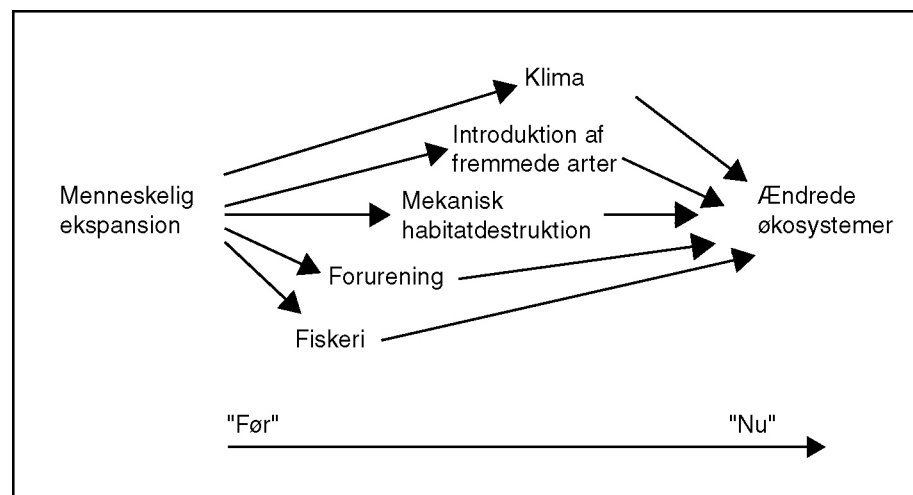 Klima
Introduktion af
fremmede arter
Menneskelig
ekspansion
Mekanisk
habitatdestruktion
Ændrede
økosystemer
Forurening
Fiskeri
"Før"
"Nu"